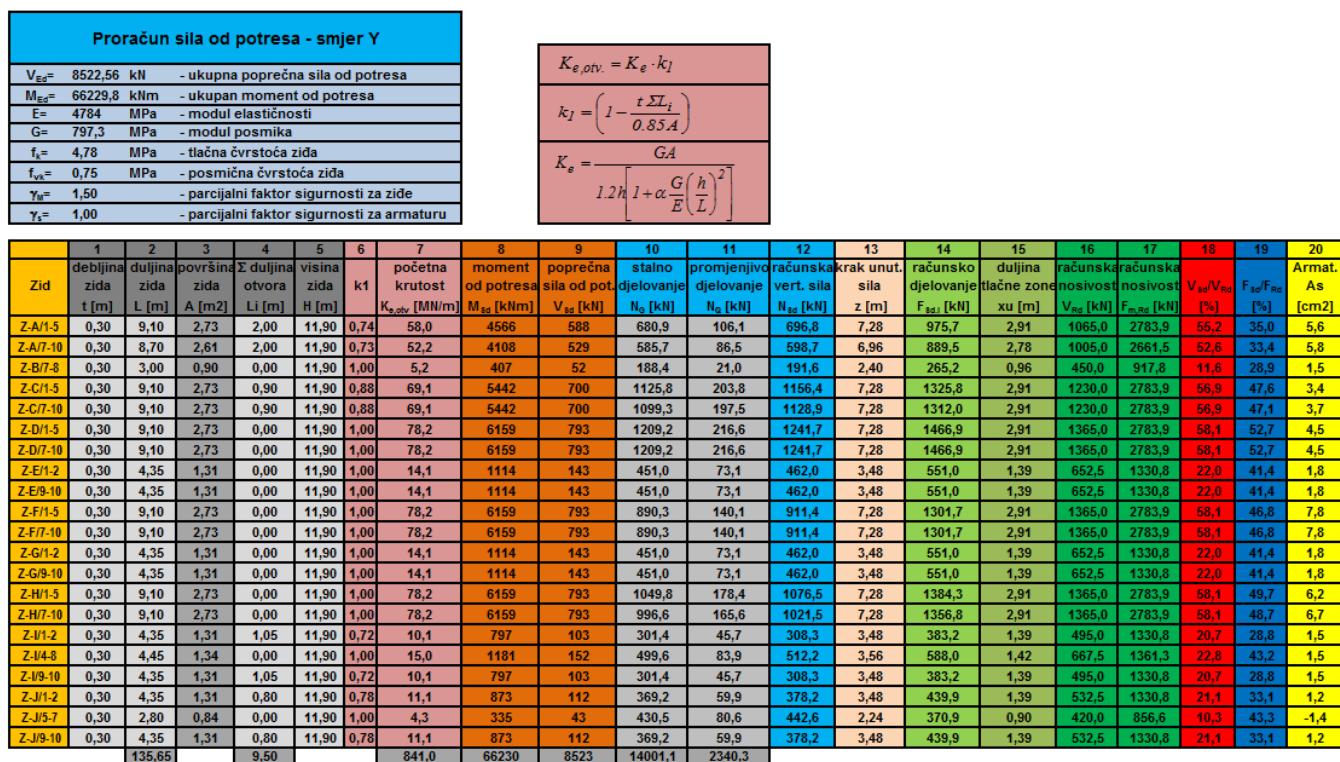 Proračun sila od potresa - smjer Y
V_Ed= 8522,56 kN - ukupna poprečna sila od potresa
M_Ed= 66229,8 kNm - ukupan moment od potresa
E= 4784 MPa - modul elastičnosti
G= 797,3 MPa - modul posmika
f_k= 4,78 MPa - tlačna čvrstoća ziđa
f_vk= 0,75 MPa - posmična čvrstoća ziđa
γ_M= 1,50 - parcijalni faktor sigurnosti za ziđe
γ_s= 1,00 - parcijalni faktor sigurnosti za armaturu
K_e,otv. = K_e · k_1
k_1 = (1 - t ΣL_i / 0.85A)
K_e = GA / 1.2h[1 + α G/E (h/L)^2]
1 2 3 4 5 6 7 8 9 10 11 12 13 14 15 16 17 18 19 20
debljina duljina površina Σ duljina visina početna moment poprečna stalno promjenjivo računska krak unut. računsko duljina računska računska Armat.
Zid zida zida zida otvora zida k1 krutost od potresa sila od pot. djelovanje djelovanje vert. sila sila djelovanje tlačne zone nosivost nosivost V_Sd/V_Rd F_Sd/F_Rd As
t [m] L [m] A [m2] Li [m] H [m] K_e,otv [MN/m] M_Sd [kNm] V_Sd [kN] N_G [kN] N_Q [kN] N_Sd [kN] z [m] F_Sd,i [kN] xu [m] V_Rd [kN] F_m,Rd [kN] [%] [%] [cm2]
Z-A/1-5 0,30 9,10 2,73 2,00 11,90 0,74 58,0 4566 588 680,9 106,1 696,8 7,28 975,7 2,91 1065,0 2783,9 55,2 35,0 5,6
Z-A/7-10 0,30 8,70 2,61 2,00 11,90 0,73 52,2 4108 529 585,7 86,5 598,7 6,96 889,5 2,78 1005,0 2661,5 52,6 33,4 5,8
Z-B/7-8 0,30 3,00 0,90 0,00 11,90 1,00 5,2 407 52 188,4 21,0 191,6 2,40 265,2 0,96 450,0 917,8 11,6 28,9 1,5
Z-C/1-5 0,30 9,10 2,73 0,90 11,90 0,88 69,1 5442 700 1125,8 203,8 1156,4 7,28 1325,8 2,91 1230,0 2783,9 56,9 47,6 3,4
Z-C/7-10 0,30 9,10 2,73 0,90 11,90 0,88 69,1 5442 700 1099,3 197,5 1128,9 7,28 1312,0 2,91 1230,0 2783,9 56,9 47,1 3,7
Z-D/1-5 0,30 9,10 2,73 0,00 11,90 1,00 78,2 6159 793 1209,2 216,6 1241,7 7,28 1466,9 2,91 1365,0 2783,9 58,1 52,7 4,5
Z-D/7-10 0,30 9,10 2,73 0,00 11,90 1,00 78,2 6159 793 1209,2 216,6 1241,7 7,28 1466,9 2,91 1365,0 2783,9 58,1 52,7 4,5
Z-E/1-2 0,30 4,35 1,31 0,00 11,90 1,00 14,1 1114 143 451,0 73,1 462,0 3,48 551,0 1,39 652,5 1330,8 22,0 41,4 1,8
Z-E/9-10 0,30 4,35 1,31 0,00 11,90 1,00 14,1 1114 143 451,0 73,1 462,0 3,48 551,0 1,39 652,5 1330,8 22,0 41,4 1,8
Z-F/1-5 0,30 9,10 2,73 0,00 11,90 1,00 78,2 6159 793 890,3 140,1 911,4 7,28 1301,7 2,91 1365,0 2783,9 58,1 46,8 7,8
Z-F/7-10 0,30 9,10 2,73 0,00 11,90 1,00 78,2 6159 793 890,3 140,1 911,4 7,28 1301,7 2,91 1365,0 2783,9 58,1 46,8 7,8
Z-G/1-2 0,30 4,35 1,31 0,00 11,90 1,00 14,1 1114 143 451,0 73,1 462,0 3,48 551,0 1,39 652,5 1330,8 22,0 41,4 1,8
Z-G/9-10 0,30 4,35 1,31 0,00 11,90 1,00 14,1 1114 143 451,0 73,1 462,0 3,48 551,0 1,39 652,5 1330,8 22,0 41,4 1,8
Z-H/1-5 0,30 9,10 2,73 0,00 11,90 1,00 78,2 6159 793 1049,8 178,4 1076,5 7,28 1384,3 2,91 1365,0 2783,9 58,1 49,7 6,2
Z-H/7-10 0,30 9,10 2,73 0,00 11,90 1,00 78,2 6159 793 996,6 165,6 1021,5 7,28 1356,8 2,91 1365,0 2783,9 58,1 48,7 6,7
Z-I/1-2 0,30 4,35 1,31 1,05 11,90 0,72 10,1 797 103 301,4 45,7 308,3 3,48 383,2 1,39 495,0 1330,8 20,7 28,8 1,5
Z-I/4-8 0,30 4,45 1,34 0,00 11,90 1,00 15,0 1181 152 499,6 83,9 512,2 3,56 588,0 1,42 667,5 1361,3 22,8 43,2 1,5
Z-I/9-10 0,30 4,35 1,31 1,05 11,90 0,72 10,1 797 103 301,4 45,7 308,3 3,48 383,2 1,39 495,0 1330,8 20,7 28,8 1,5
Z-J/1-2 0,30 4,35 1,31 0,80 11,90 0,78 11,1 873 112 369,2 59,9 378,2 3,48 439,9 1,39 532,5 1330,8 21,1 33,1 1,2
Z-J/5-7 0,30 2,80 0,84 0,00 11,90 1,00 4,3 335 43 430,5 80,6 442,6 2,24 370,9 0,90 420,0 856,6 10,3 43,3 -1,4
Z-J/9-10 0,30 4,35 1,31 0,80 11,90 0,78 11,1 873 112 369,2 59,9 378,2 3,48 439,9 1,39 532,5 1330,8 21,1 33,1 1,2
135,65 9,50 841,0 66230 8523 14001,1 2340,3